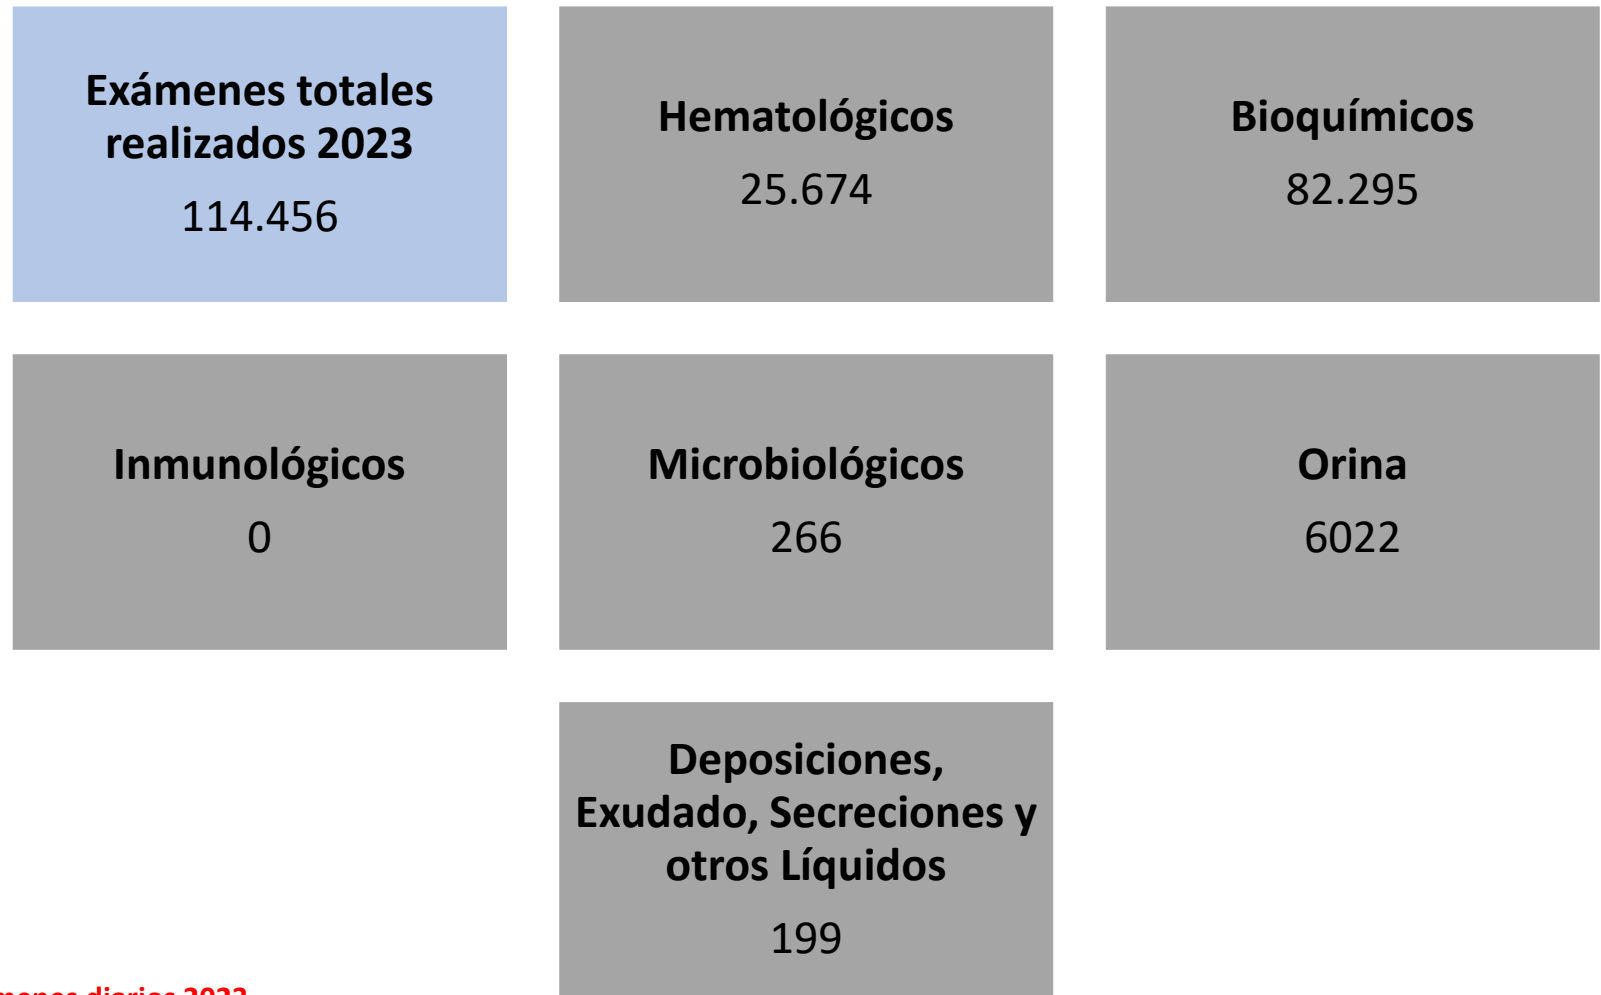 Exámenes totales
realizados 2023
114.456
Hematológicos
25.674
Bioquímicos
82.295
Inmunológicos
0
Microbiológicos
266
Orina
6022
Deposiciones,
Exudado, Secreciones y
otros Líquidos
199
diarios